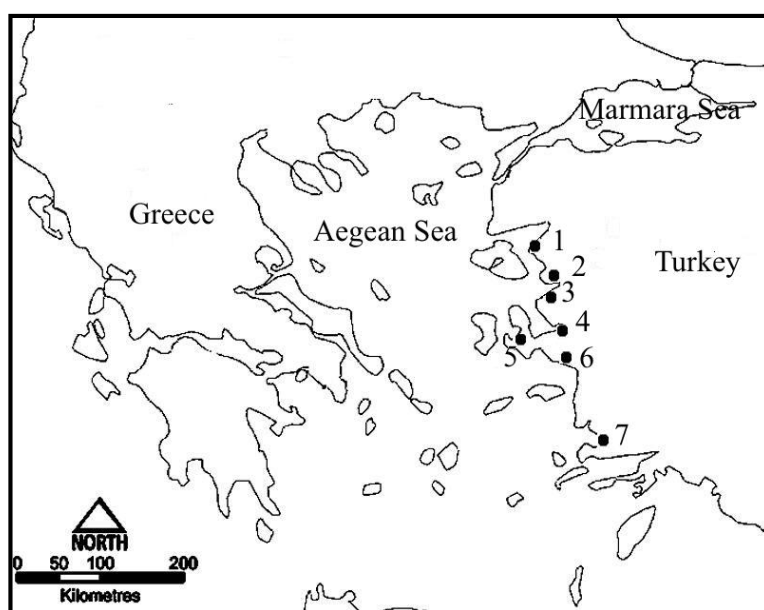 Marmara Sea
Greece
Aegean Sea
Turkey
1
2
3
4
5
6
7
NORTH
0 50 100 200
Kilometres